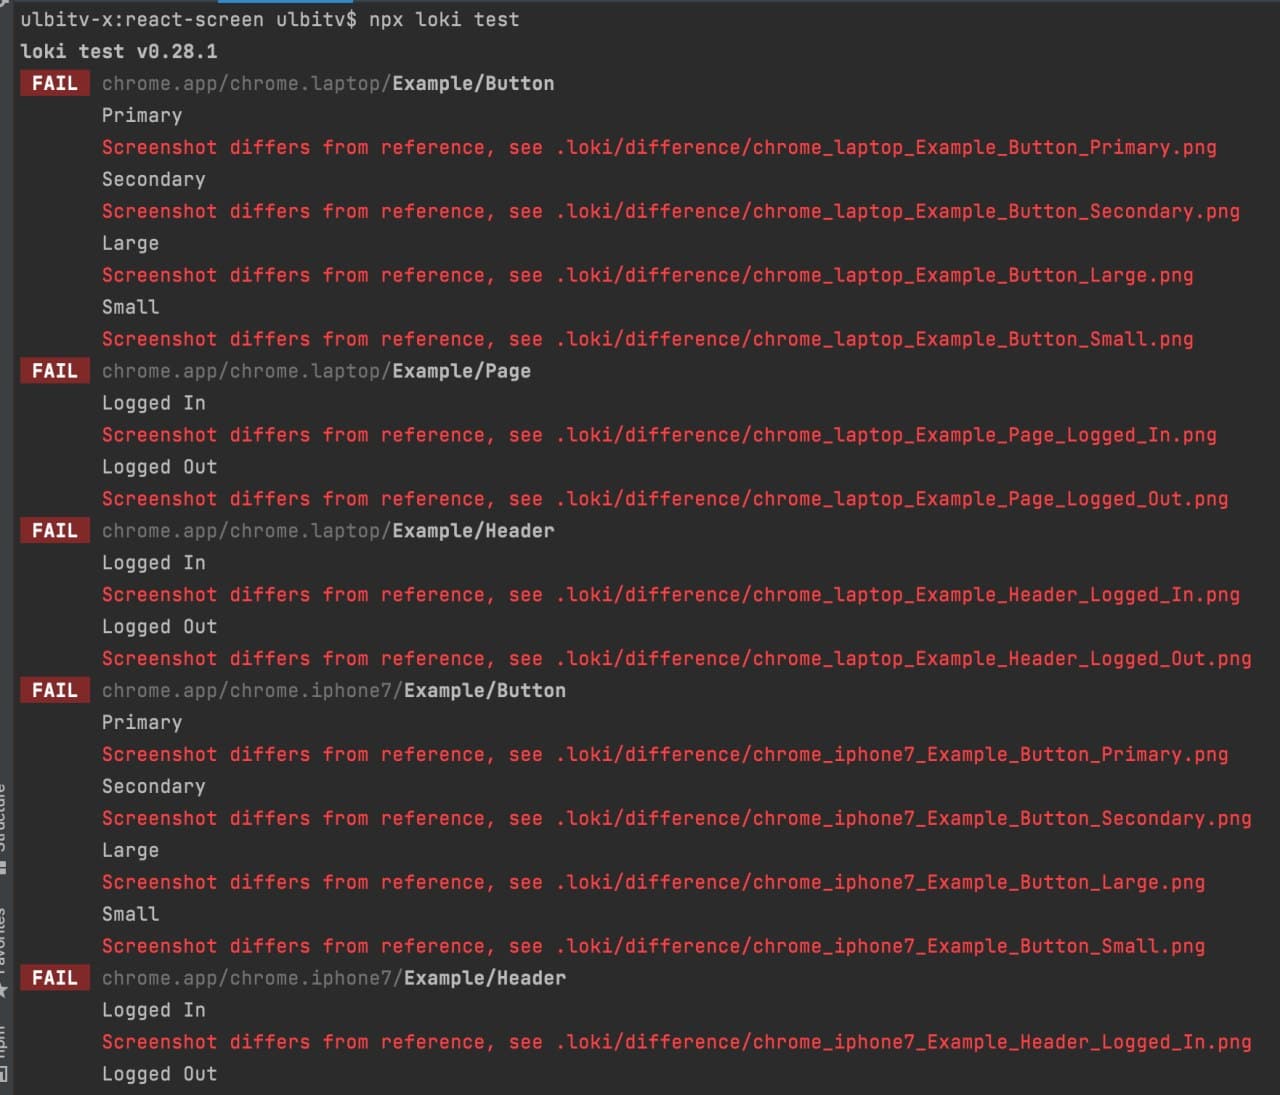 ulbitv-x:react-screen ulbitv$ npx loki test
loki test v0.28.1
FAIL chrome.app/chrome.laptop/Example/Button
Primary
Screenshot differs from reference, see .loki/difference/chrome_laptop_Example_Button_Primary.png
Secondary
Screenshot differs from reference, see .loki/difference/chrome_laptop_Example_Button_Secondary.png
Large
Screenshot differs from reference, see .loki/difference/chrome_laptop_Example_Button_Large.png
Small
Screenshot differs from reference, see .loki/difference/chrome_laptop_Example_Button_Small.png
FAIL chrome.app/chrome.laptop/Example/Page
Logged In
Screenshot differs from reference, see .loki/difference/chrome_laptop_Example_Page_Logged_In.png
Logged Out
Screenshot differs from reference, see .loki/difference/chrome_laptop_Example_Page_Logged_Out.png
FAIL chrome.app/chrome.laptop/Example/Header
Logged In
Screenshot differs from reference, see .loki/difference/chrome_laptop_Example_Header_Logged_In.png
Logged Out
Screenshot differs from reference, see .loki/difference/chrome_laptop_Example_Header_Logged_Out.png
FAIL chrome.app/chrome.iphone7/Example/Button
Primary
Screenshot differs from reference, see .loki/difference/chrome_iphone7_Example_Button_Primary.png
Secondary
Screenshot differs from reference, see .loki/difference/chrome_iphone7_Example_Button_Secondary.png
Large
Screenshot differs from reference, see .loki/difference/chrome_iphone7_Example_Button_Large.png
Small
Screenshot differs from reference, see .loki/difference/chrome_iphone7_Example_Button_Small.png
FAIL chrome.app/chrome.iphone7/Example/Header
Logged In
Screenshot differs from reference, see .loki/difference/chrome_iphone7_Example_Header_Logged_In.png
Logged Out
Structure
Favorites
npm